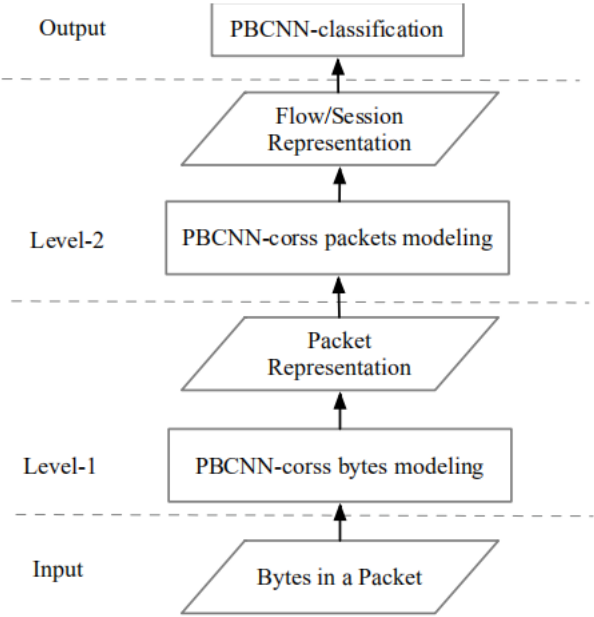 Output
PBCNN-classification
Flow/Session
Representation
Level-2
PBCNN-corss packets modeling
Packet
Representation
Level-1
PBCNN-corss bytes modeling
Input
Bytes in a Packet